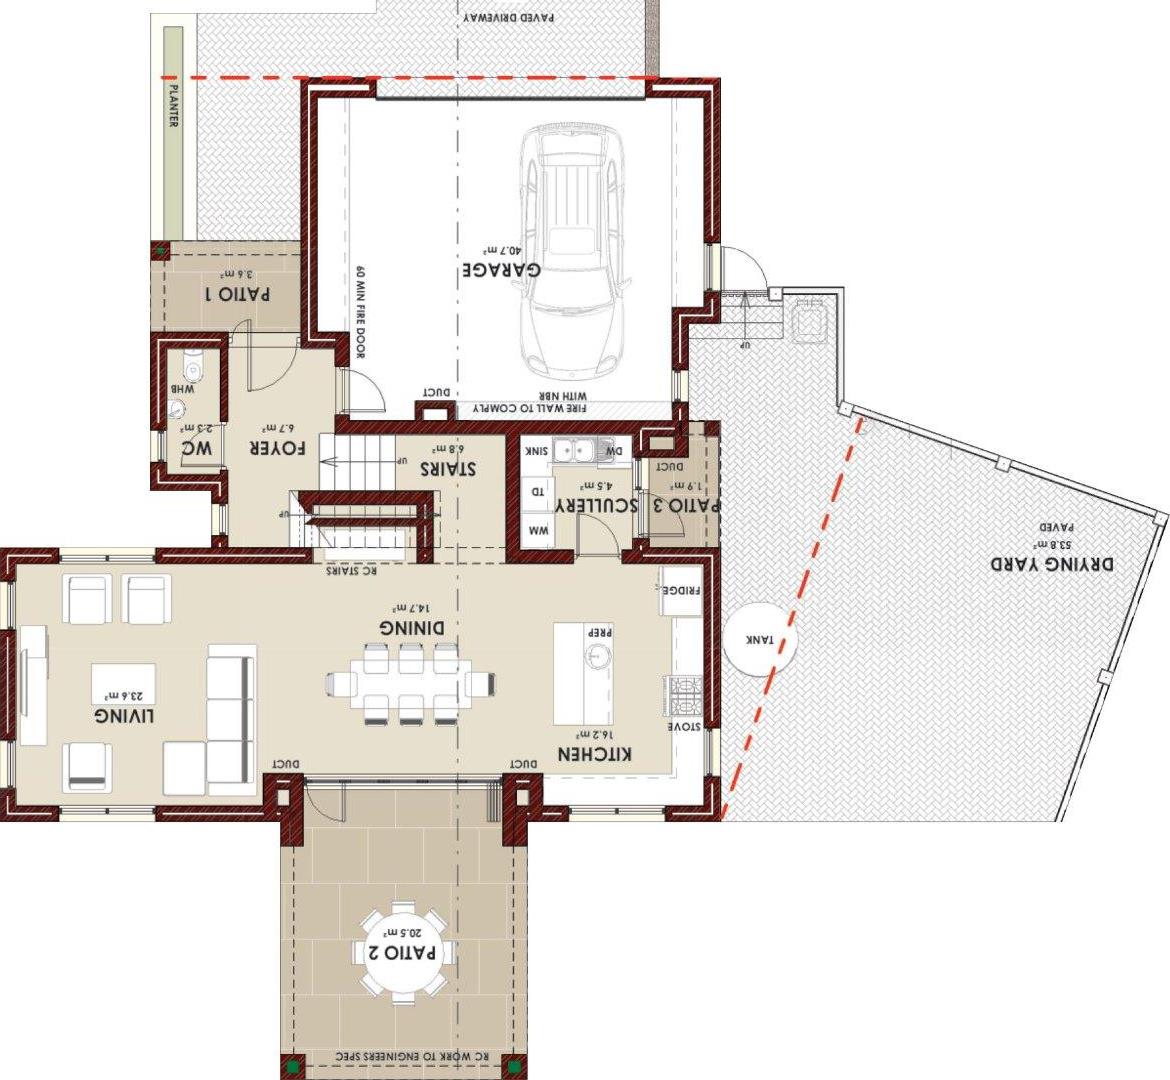 PAVED DRIVEWAY
PLANTER
40.7 m²
GARAGE
3.6 m²
PATIO 1
60 MIN FIRE DOOR
UP
WITH NBR
FIRE WALL TO COMPLY
DUCT
WHB
2.3 m²
WC
6.7 m²
FOYER
UP
6.8 m²
STAIRS
UP
SINK
DW
TD
WM
4.5 m²
SCULLERY
DUCT
1.9 m²
PATIO 3
PAVED
53.8 m²
DRYING YARD
RC STAIRS
FRIDGE
14.7 m²
DINING
PREP
TANK
23.6 m²
LIVING
STOVE
16.2 m²
KITCHEN
DUCT
DUCT
20.5 m²
PATIO 2
RC WORK TO ENGINEERS SPEC